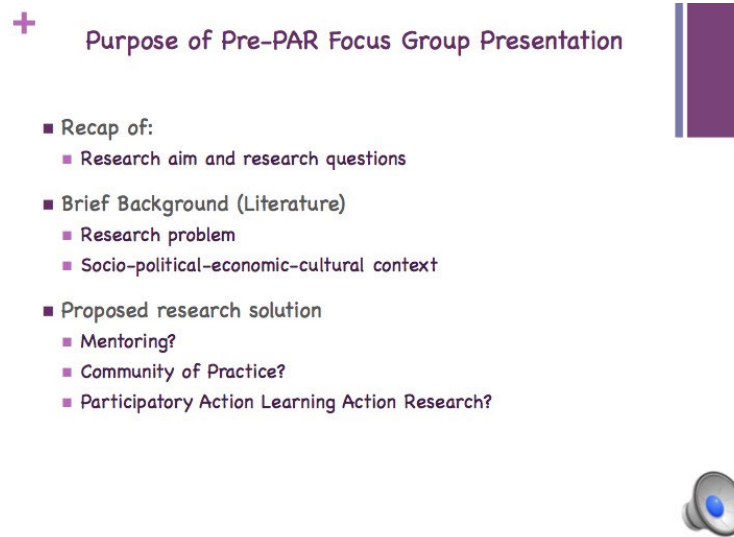 Purpose of Pre-PAR Focus Group Presentation
Recap of:
Research aim and research questions
Brief Background (Literature)
Research problem
Socio-political-economic-cultural context
Proposed research solution
Mentoring?
Community of Practice?
Participatory Action Learning Action Research?